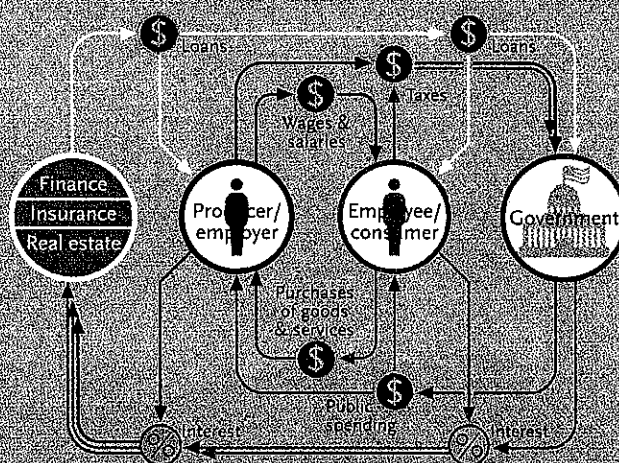 $
Loans
$
Loans
$
Taxes
$
Wages &
salaries
Finance
Insurance
Real estate
Producer/
employer
Employee/
consumer
Government
Purchases
of goods
& services
$
$
Public
spending
%
Interest
%
Interest